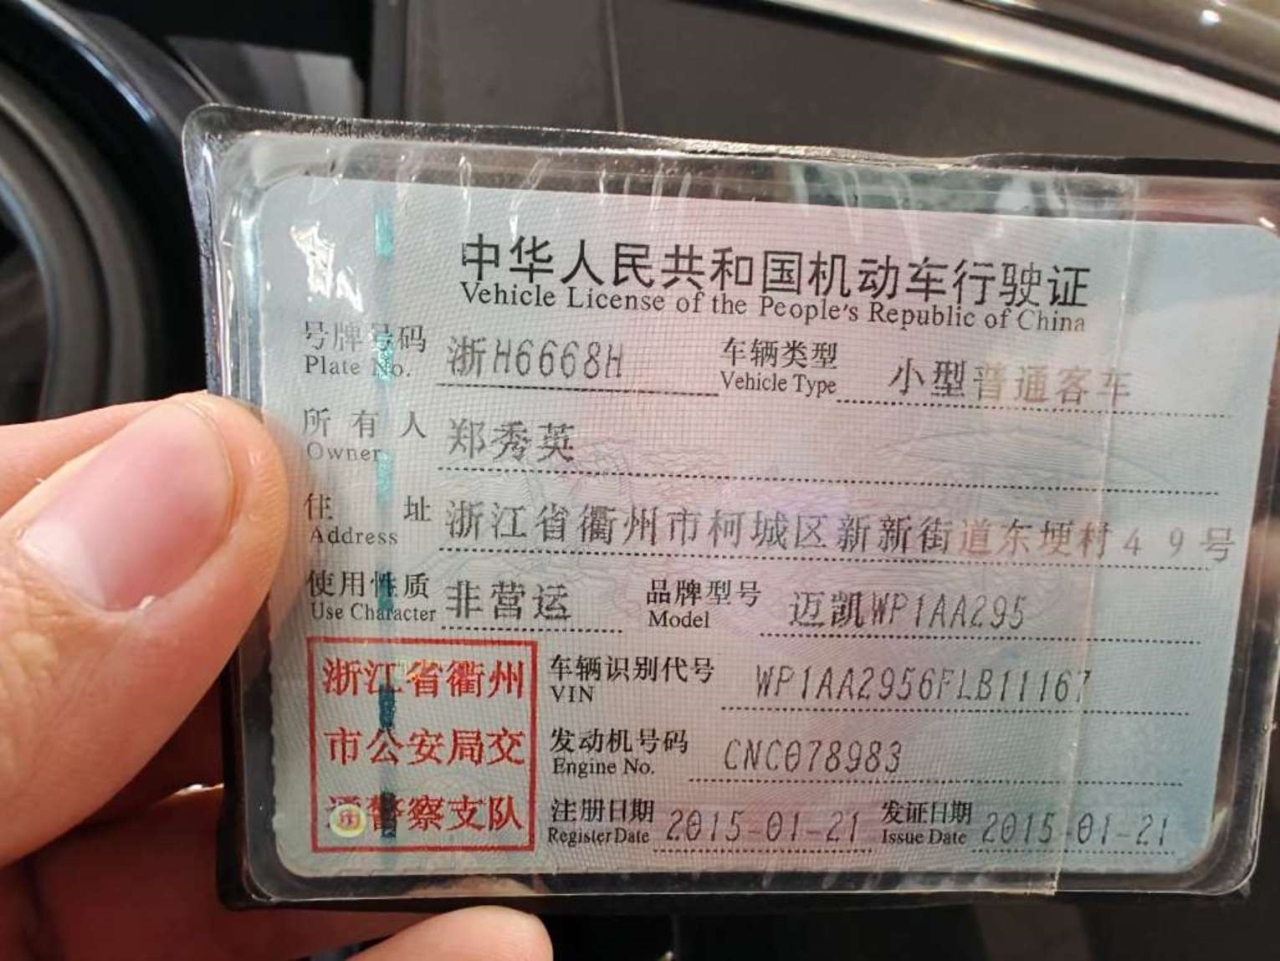 中华人民共和国机动车行驶证
Vehicle License of the People's Republic of China
号牌号码 浙H6668H 车辆类型 小型普通客车
Plate No. Vehicle Type
所有人 郑秀英
Owner
住址 浙江省衢州市柯城区新新街道东埂村49号
Address
使用性质 非营运 品牌型号 迈凯WP1AA295
Use Character Model
浙江省衢州 车辆识别代号 WP1AA2956FLB11167
VIN
市公安局交 发动机号码 CNC078983
Engine No.
通警察支队 注册日期 2015-01-21 发证日期 2015-01-21
Register Date Issue Date